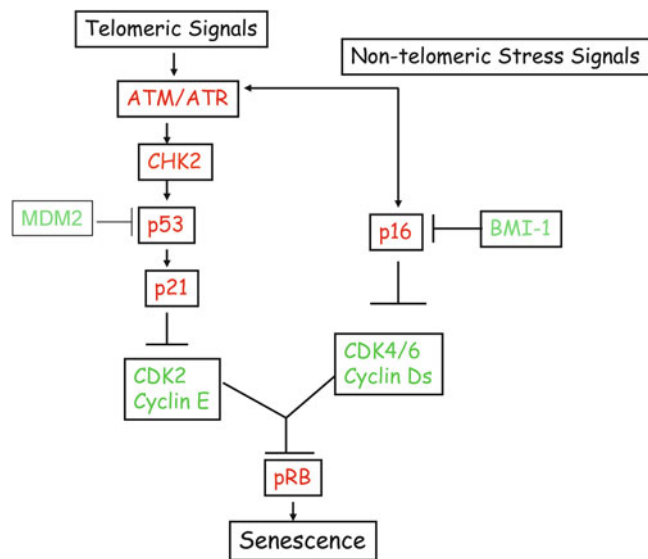 Telomeric Signals
Non-telomeric Stress Signals
ATM/ATR
CHK2
MDM2
p53
p16
BMI-1
p21
CDK2
Cyclin E
CDK4/6
Cyclin Ds
pRB
Senescence